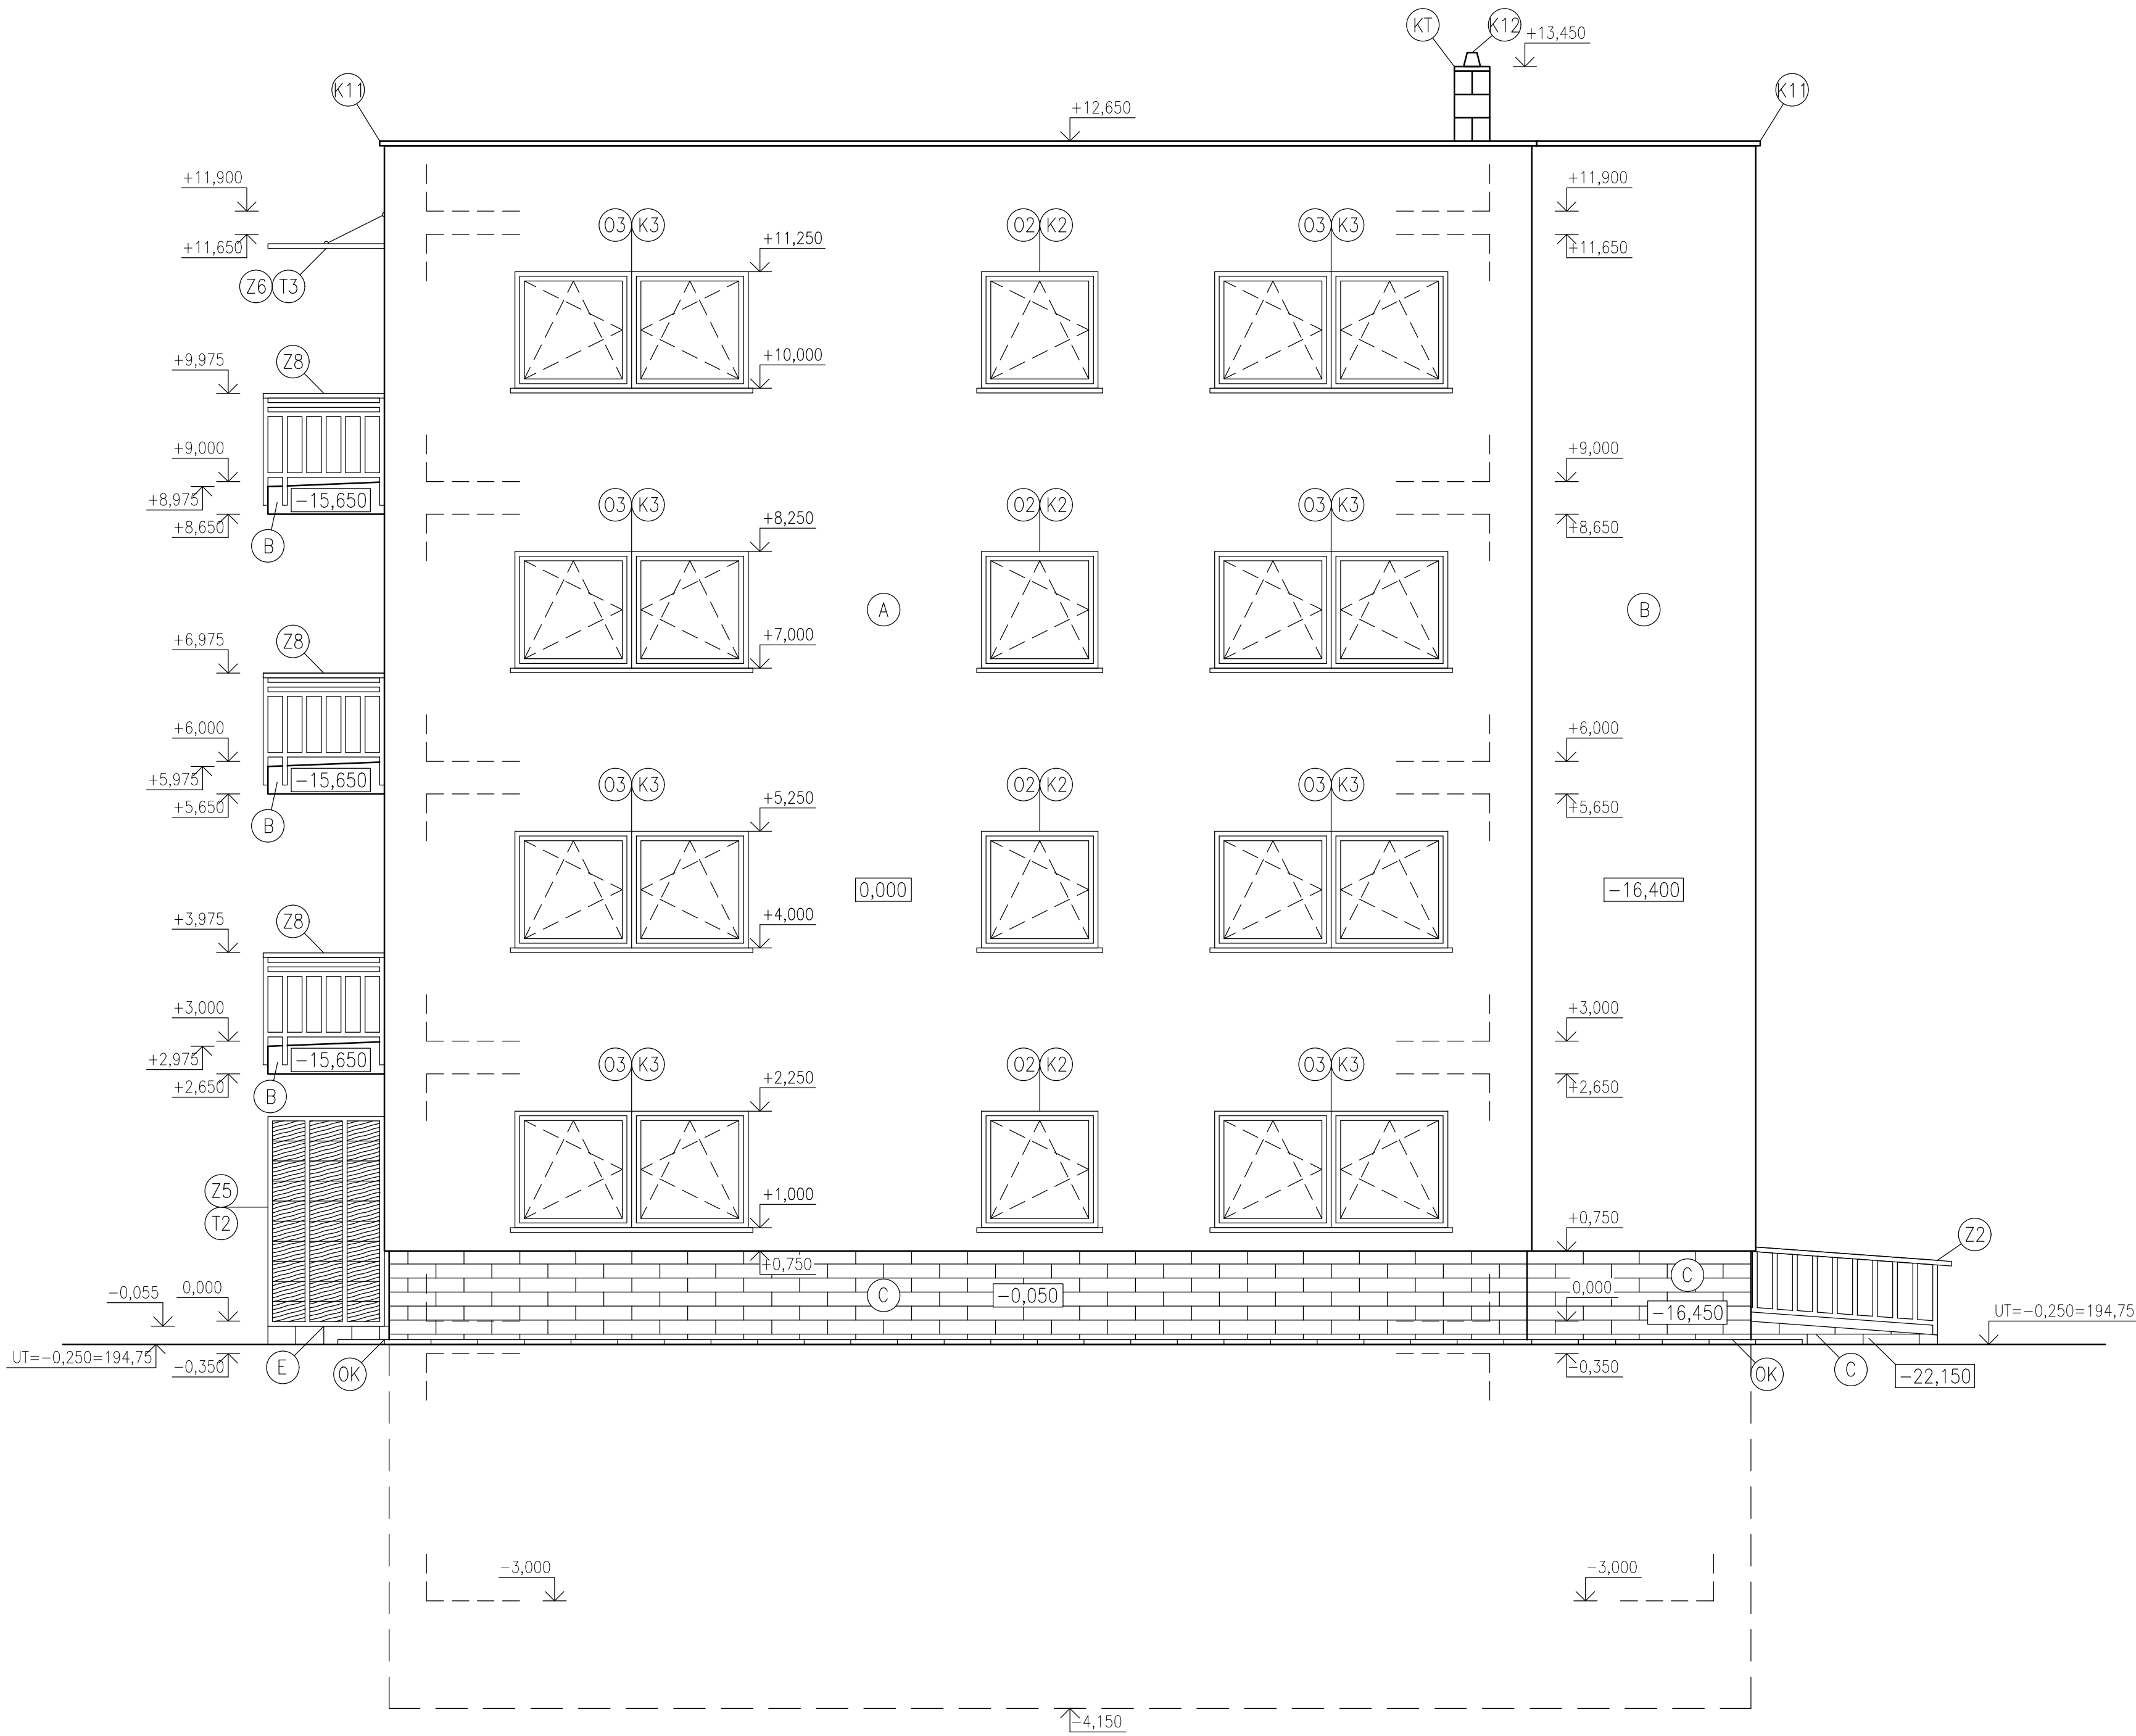 KT K12 +13,450
K11 K11
+12,650
+11,900 +11,900
O3 K3 O2 K2 O3 K3
+11,650 +11,250 +11,650
Z6 T3
+9,975 Z8 +10,000
+9,000 +9,000
+8,975 -15,650
+8,650 O3 K3 O2 K2 O3 K3 +8,650
B +8,250
A B
+6,975 Z8 +7,000
+6,000 +6,000
+5,975 -15,650
+5,650 O3 K3 O2 K2 O3 K3 +5,650
B +5,250
0,000 -16,400
+3,975 Z8 +4,000
+3,000 +3,000
+2,975 -15,650
+2,650 O3 K3 O2 K2 O3 K3 +2,650
B +2,250
Z5 +1,000
T2 +0,750 Z2
+0,750 C
-0,055 0,000 C -0,050 0,000 -16,450 UT=-0,250=194,75
UT=-0,250=194,75 -0,350 E OK -0,350 OK C -22,150
-3,000 -3,000
-4,150